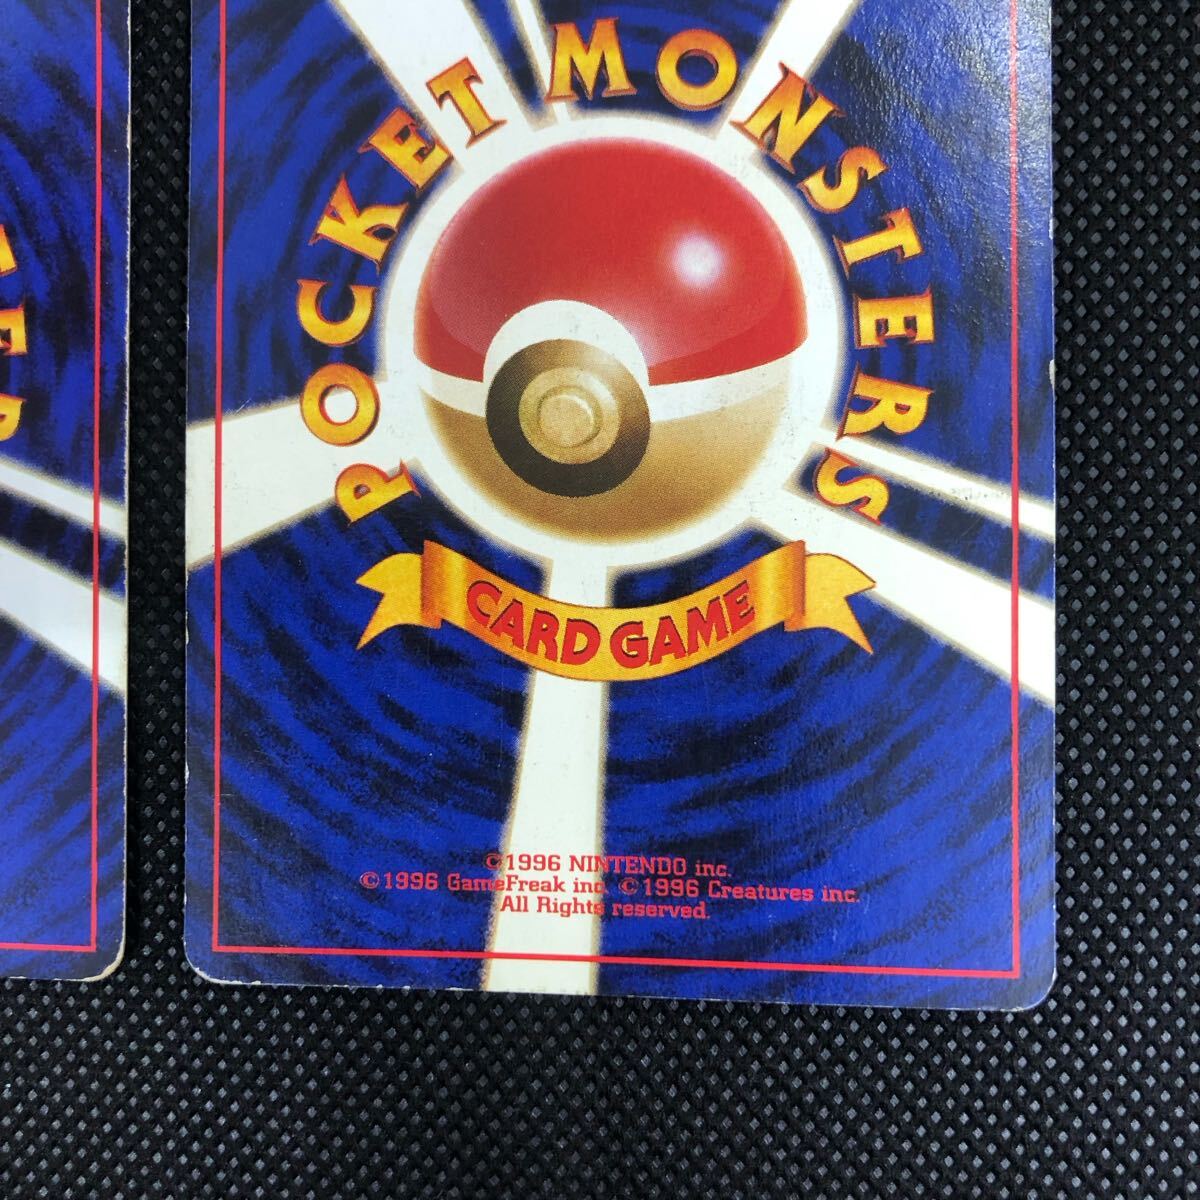 POCKET MONSTERS
CARD GAME
©1996 NINTENDO inc.
©1996 GameFreak inc. ©1996 Creatures inc.
All Rights reserved.